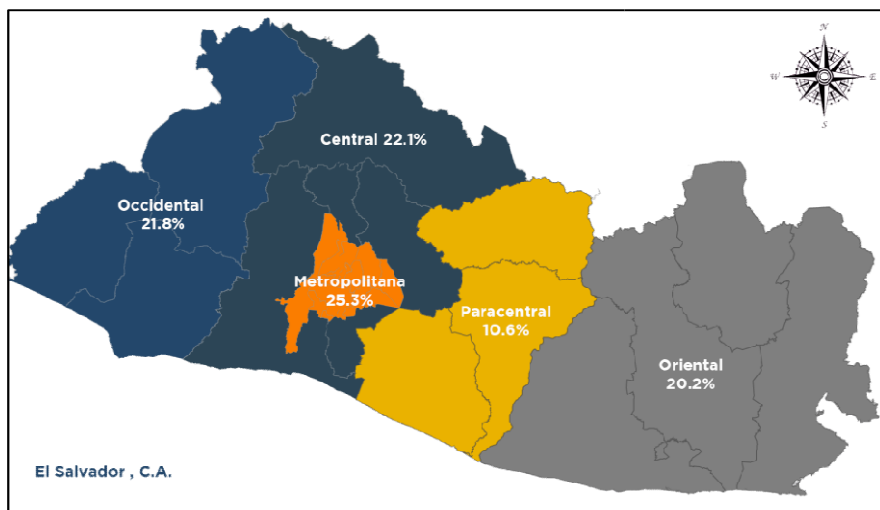 N
W
E
S
Central 22.1%
Occidental
21.8%
Metropolitana
25.3%
Paracentral
10.6%
Oriental
20.2%
El Salvador , C.A.